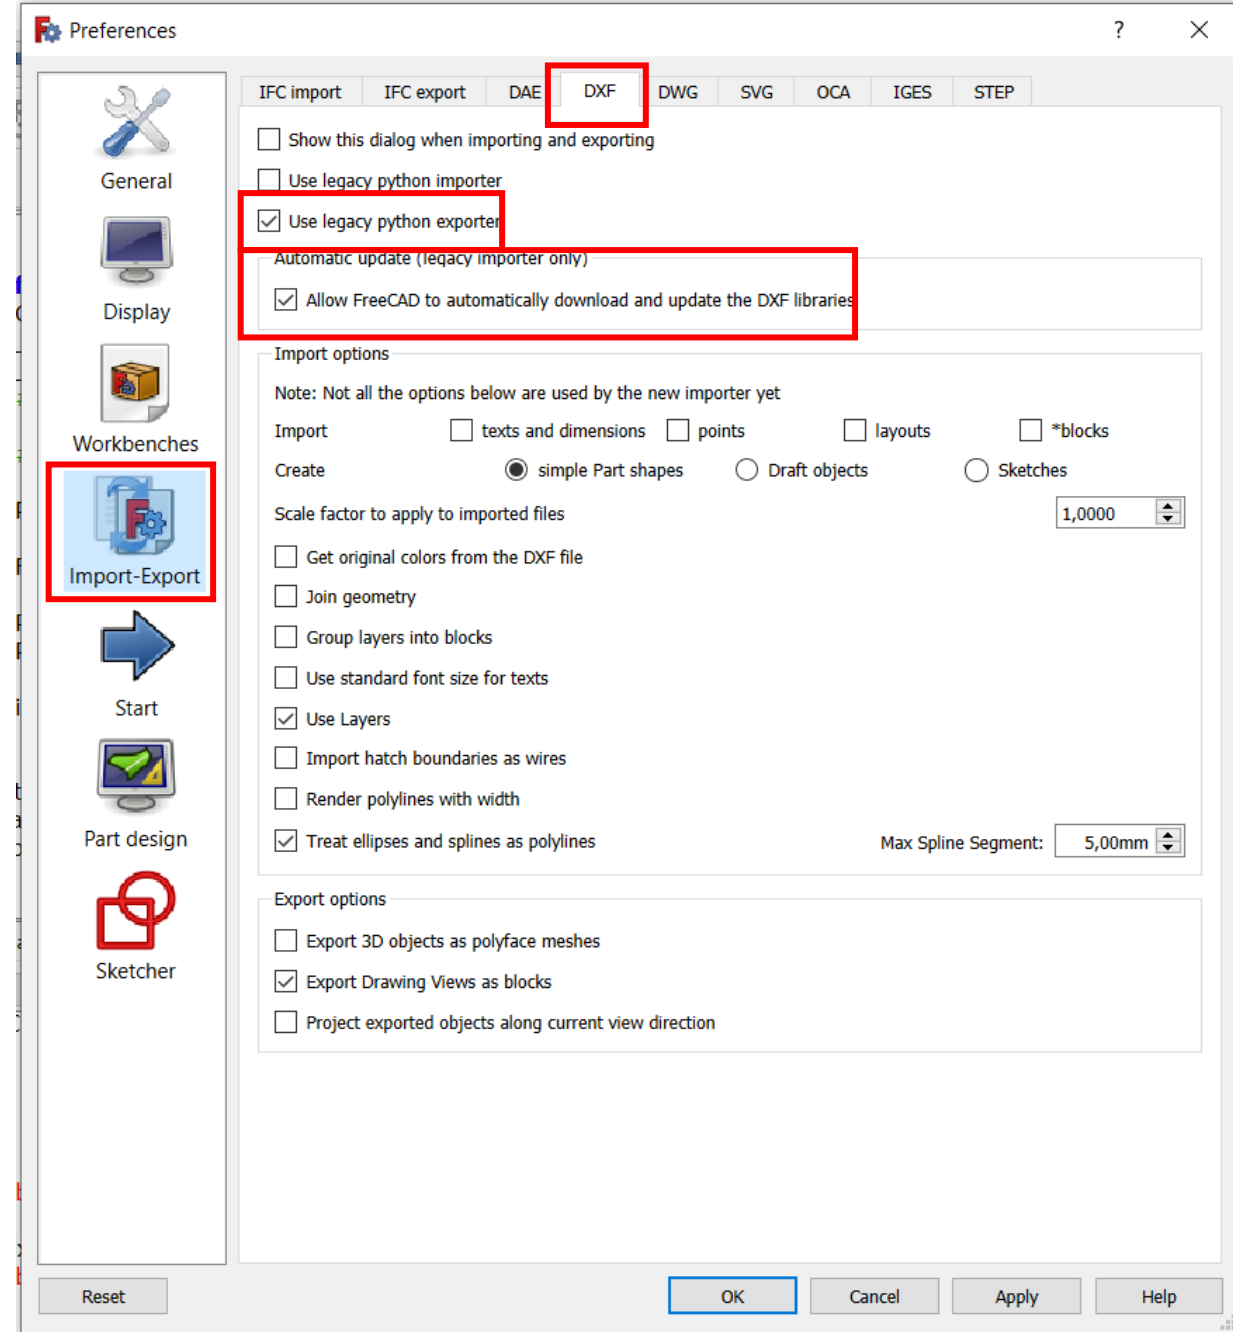 Preferences
?
IFC import IFC export DAE DXF DWG SVG OCA IGES STEP
Show this dialog when importing and exporting
Use legacy python importer
Use legacy python exporter
Automatic update (legacy importer only)
Allow FreeCAD to automatically download and update the DXF libraries
Import options
Note: Not all the options below are used by the new importer yet
Import texts and dimensions points layouts *blocks
Create simple Part shapes Draft objects Sketches
Scale factor to apply to imported files 1,0000
Get original colors from the DXF file
Join geometry
Group layers into blocks
Use standard font size for texts
Use Layers
Import hatch boundaries as wires
Render polylines with width
Treat ellipses and splines as polylines Max Spline Segment: 5,00mm
Export options
Export 3D objects as polyface meshes
Export Drawing Views as blocks
Project exported objects along current view direction
General
Display
Workbenches
Import-Export
Start
Part design
Sketcher
Reset OK Cancel Apply Help